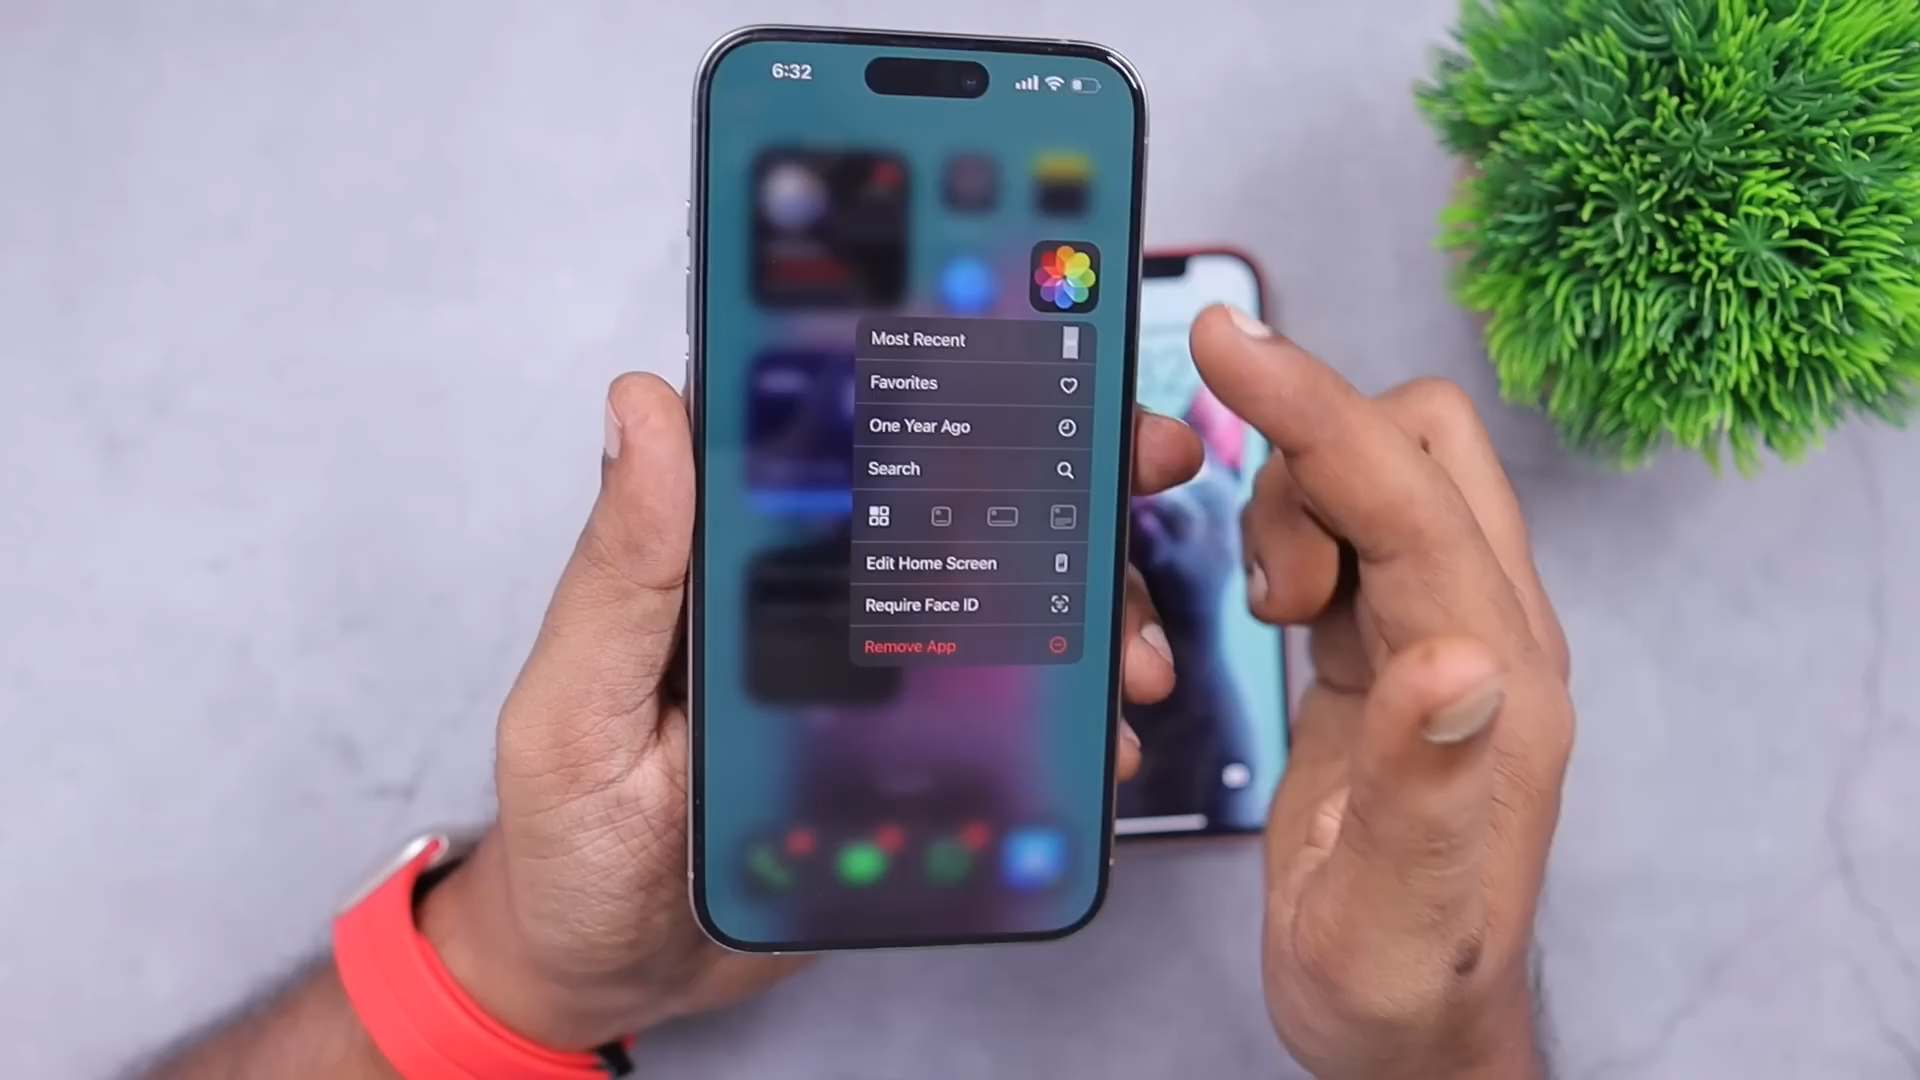 6:32
Most Recent
Favorites
One Year Ago
Search
Edit Home Screen
Require Face ID
Remove App